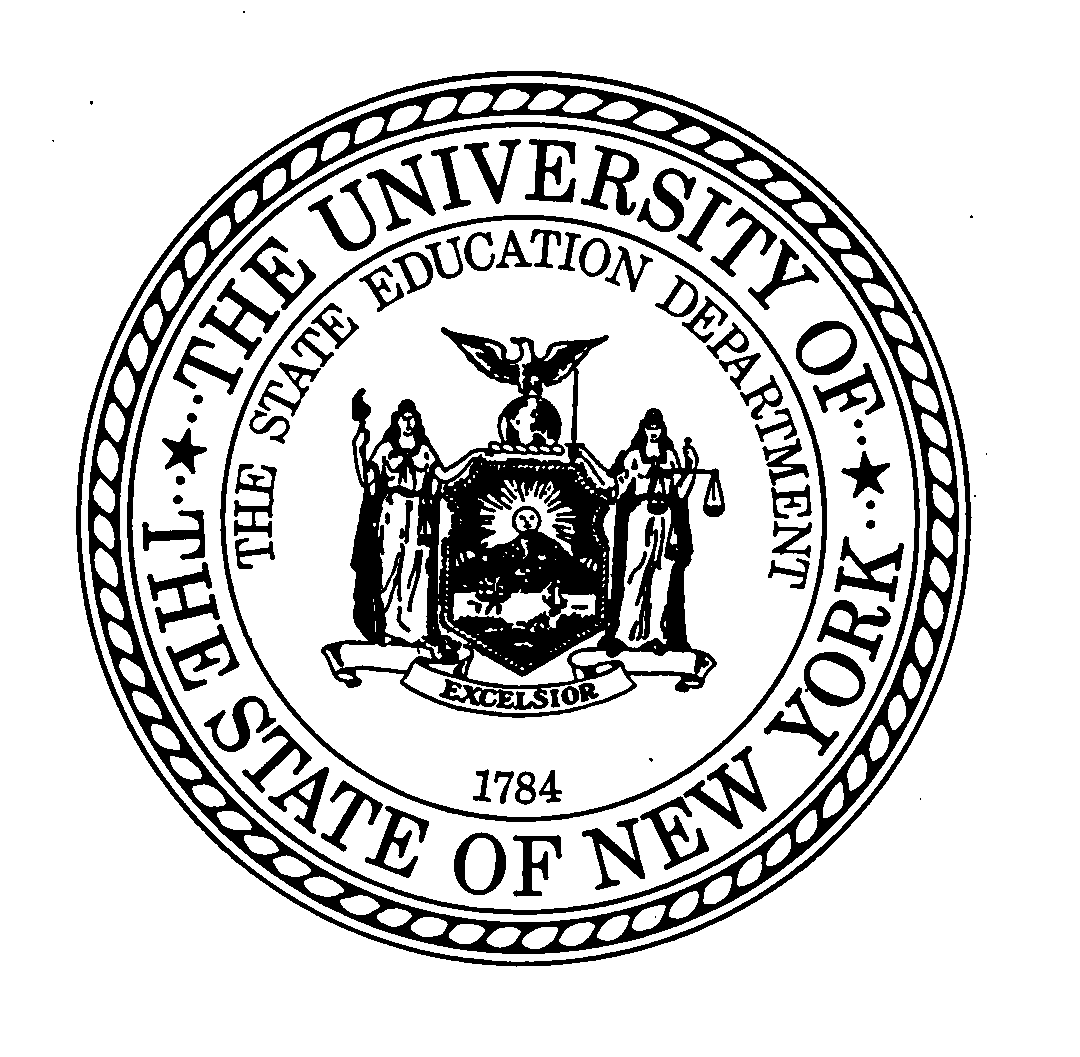 THE UNIVERSITY OF
THE STATE OF NEW YORK
THE STATE EDUCATION DEPARTMENT
EXCELSIOR
1784